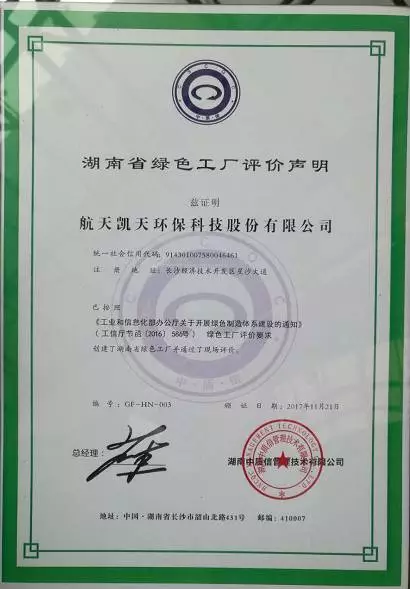 湖南省绿色工厂评价声明
兹证明
航天凯天环保科技股份有限公司
统一社会信用代码: 914301007580046461
注 册 地址: 长沙经济技术开发区星沙大道
已按照
《工业和信息化部办公厅关于开展绿色制造体系建设的通知》
(工信厅节函〔2016〕586号) 绿色工厂评价要求
创建了湖南省绿色工厂并通过了现场评价。
编 号: GF-HN-003 颁 证 日 期: 2017年11月21日
总经理:
湖南中质信管理技术有限公司
地址: 中国·湖南省长沙市韶山北路431号 邮编: 410007